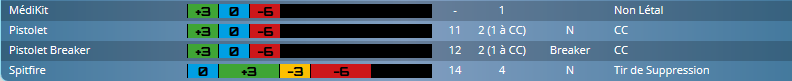 MédiKit +3 0 -6 - 1 Non Létal
Pistolet +3 0 -6 11 2 (1 à CC) N CC
Pistolet Breaker +3 0 -6 12 2 (1 à CC) Breaker CC
Spitfire 0 +3 -3 -6 14 4 N Tir de Suppression